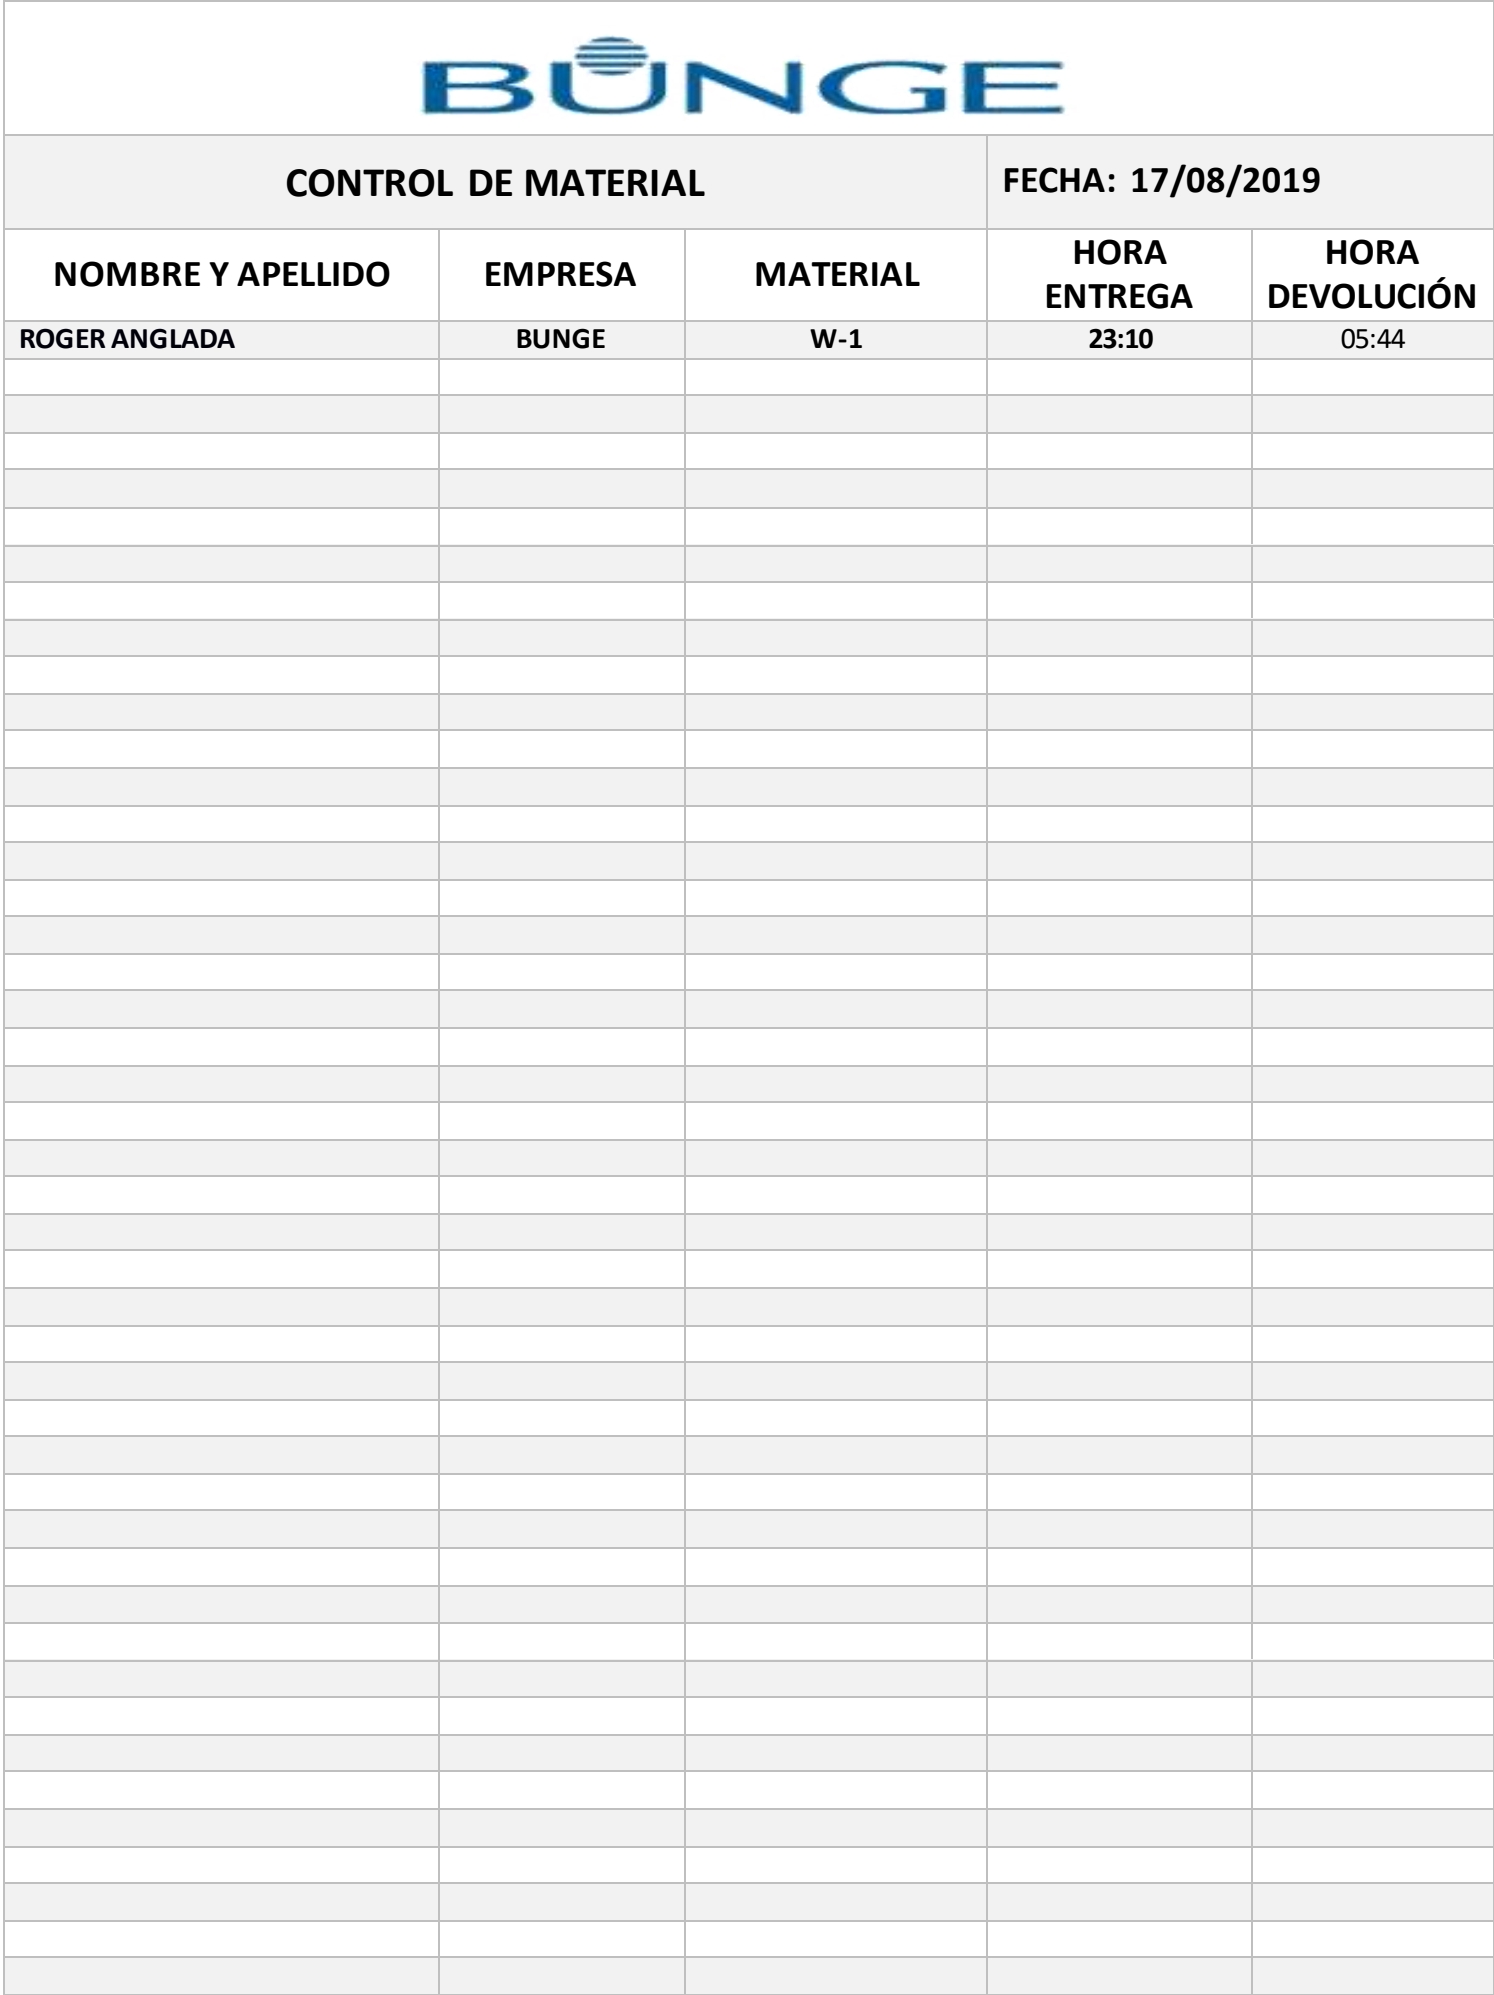 BUNGE
CONTROL DE MATERIAL
FECHA: 17/08/2019
NOMBRE Y APELLIDO
EMPRESA
MATERIAL
HORA
ENTREGA
HORA
DEVOLUCIÓN
ROGER ANGLADA
BUNGE
W-1
23:10
05:44